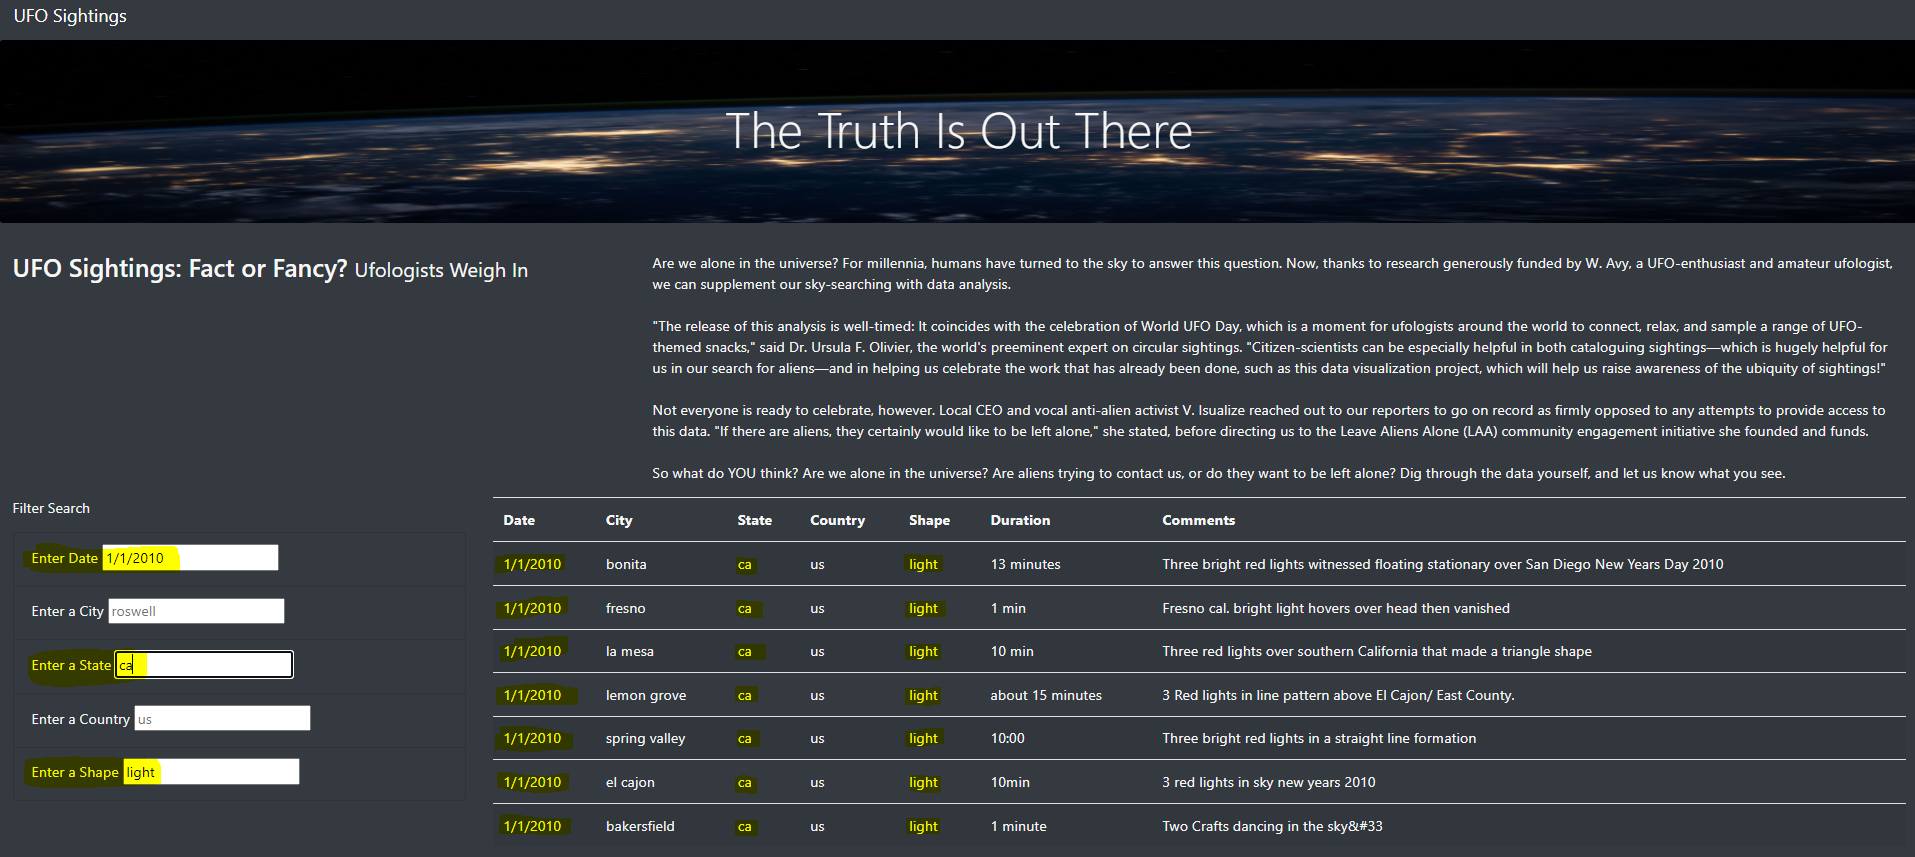 UFO Sightings
The Truth Is Out There
UFO Sightings: Fact or Fancy? Ufologists Weigh In
Are we alone in the universe? For millennia, humans have turned to the sky to answer this question. Now, thanks to research generously funded by W. Avy, a UFO-enthusiast and amateur ufologist,
we can supplement our sky-searching with data analysis.
"The release of this analysis is well-timed: It coincides with the celebration of World UFO Day, which is a moment for ufologists around the world to connect, relax, and sample a range of UFO-
themed snacks," said Dr. Ursula F. Olivier, the world's preeminent expert on circular sightings. "Citizen-scientists can be especially helpful in both cataloguing sightings—which is hugely helpful for
us in our search for aliens—and in helping us celebrate the work that has already been done, such as this data visualization project, which will help us raise awareness of the ubiquity of sightings!"
Not everyone is ready to celebrate, however. Local CEO and vocal anti-alien activist V. Isualize reached out to our reporters to go on record as firmly opposed to any attempts to provide access to
this data. "If there are aliens, they certainly would like to be left alone," she stated, before directing us to the Leave Aliens Alone (LAA) community engagement initiative she founded and funds.
So what do YOU think? Are we alone in the universe? Are aliens trying to contact us, or do they want to be left alone? Dig through the data yourself, and let us know what you see.
Filter Search
Enter Date 1/1/2010
Enter a City roswell
Enter a State ca
Enter a Country us
Enter a Shape light
Date City State Country Shape Duration Comments
1/1/2010 bonita ca us light 13 minutes Three bright red lights witnessed floating stationary over San Diego New Years Day 2010
1/1/2010 fresno ca us light 1 min Fresno cal. bright light hovers over head then vanished
1/1/2010 la mesa ca us light 10 min Three red lights over southern California that made a triangle shape
1/1/2010 lemon grove ca us light about 15 minutes 3 Red lights in line pattern above El Cajon/ East County.
1/1/2010 spring valley ca us light 10:00 Three bright red lights in a straight line formation
1/1/2010 el cajon ca us light 10min 3 red lights in sky new years 2010
1/1/2010 bakersfield ca us light 1 minute Two Crafts dancing in the sky&#33